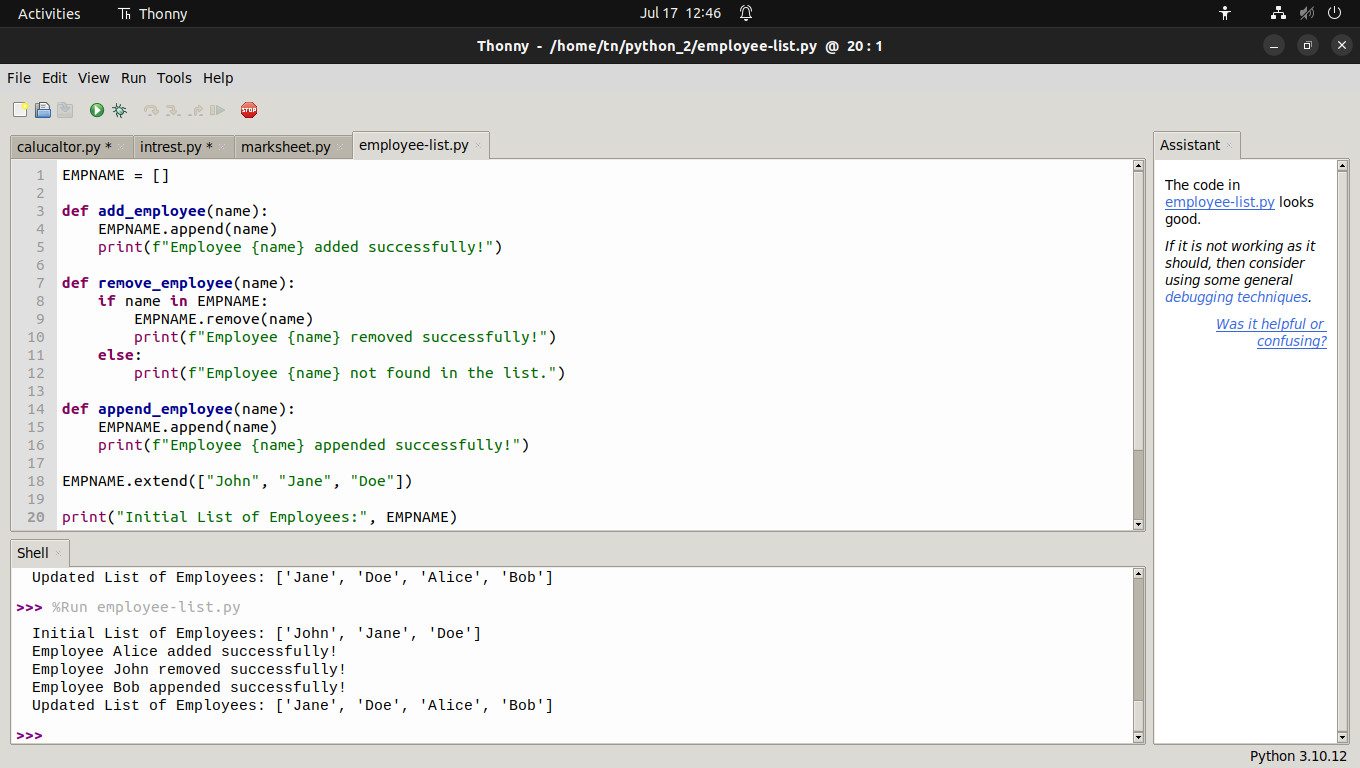 Activities Thonny Jul 17 12:46
Thonny - /home/tn/python_2/employee-list.py @ 20 : 1
File Edit View Run Tools Help
STOP
calucaltor.py * intrest.py * marksheet.py employee-list.py
1 EMPNAME = []
2
3 def add_employee(name):
4     EMPNAME.append(name)
5     print(f"Employee {name} added successfully!")
6
7 def remove_employee(name):
8     if name in EMPNAME:
9         EMPNAME.remove(name)
10         print(f"Employee {name} removed successfully!")
11     else:
12         print(f"Employee {name} not found in the list.")
13
14 def append_employee(name):
15     EMPNAME.append(name)
16     print(f"Employee {name} appended successfully!")
17
18 EMPNAME.extend(["John", "Jane", "Doe"])
19
20 print("Initial List of Employees:", EMPNAME)
Assistant
The code in
employee-list.py looks
good.
If it is not working as it
should, then consider
using some general
debugging techniques.
Was it helpful or
confusing?
Shell
Updated List of Employees: ['Jane', 'Doe', 'Alice', 'Bob']
>>> %Run employee-list.py
Initial List of Employees: ['John', 'Jane', 'Doe']
Employee Alice added successfully!
Employee John removed successfully!
Employee Bob appended successfully!
Updated List of Employees: ['Jane', 'Doe', 'Alice', 'Bob']
>>>
Python 3.10.12